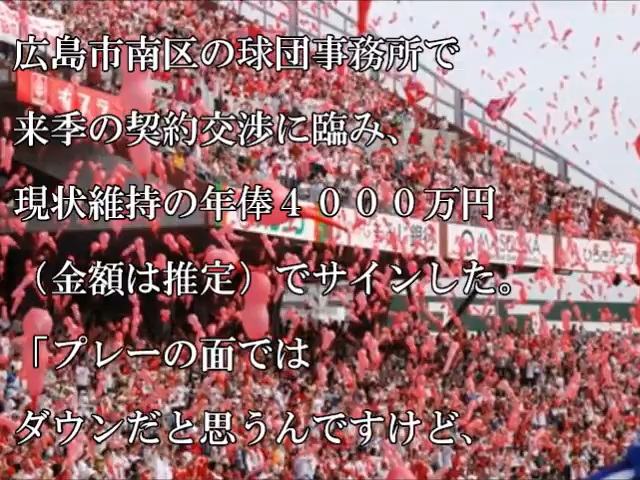 広島市南区の球団事務所で
来季の契約交渉に臨み、
現状維持の年俸４０００万円
（金額は推定）でサインした。
「プレーの面では
ダウンだと思うんですけど、